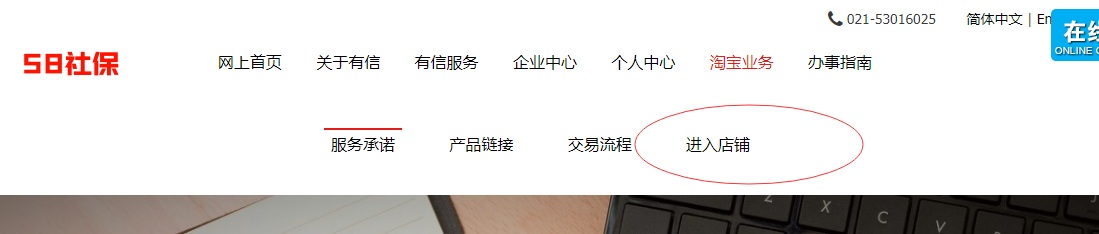 021-53016025 简体中文 | En
在线
ONLINE
58社保 网上首页 关于有信 有信服务 企业中心 个人中心 淘宝业务 办事指南
服务承诺 产品链接 交易流程 进入店铺
Z X C V N M J